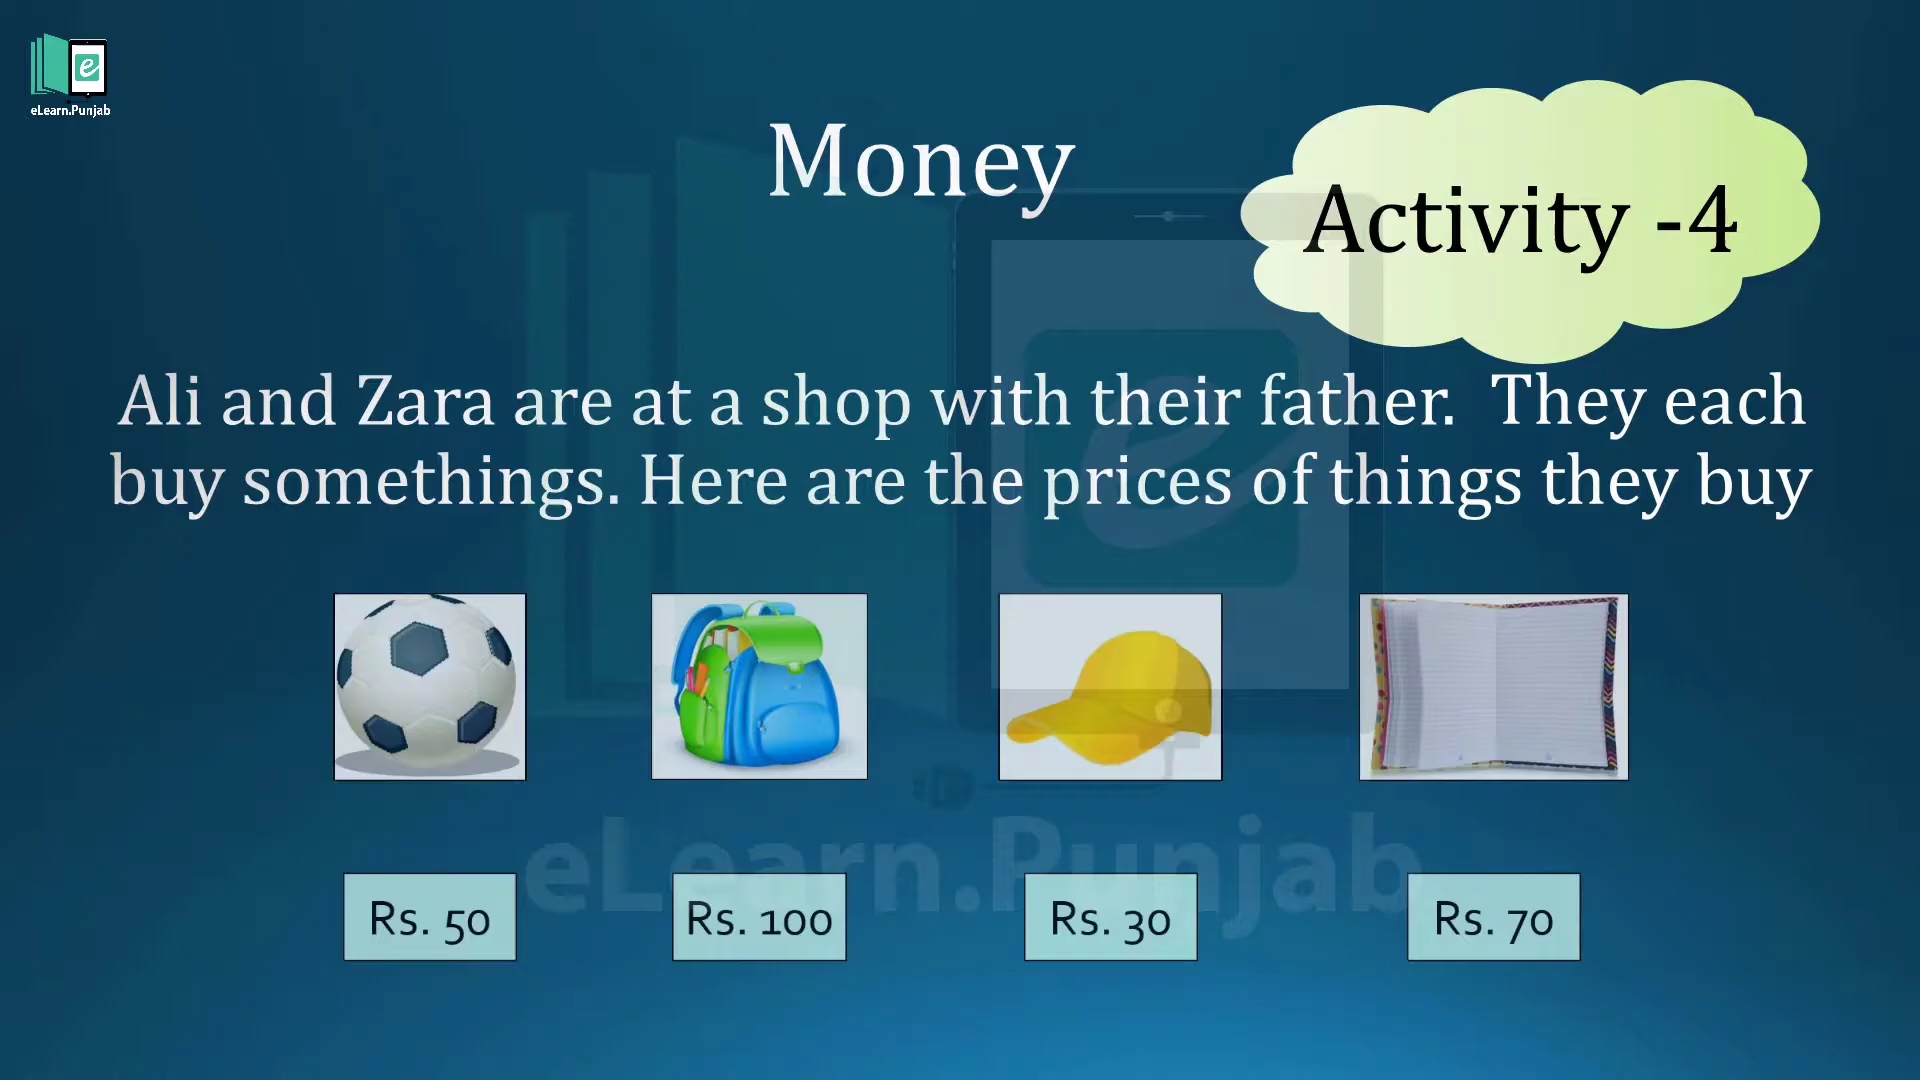 eLearn.Punjab
Money
Activity -4
Ali and Zara are at a shop with their father. They each
buy somethings. Here are the prices of things they buy
eLearn.Punjab
Rs. 50
Rs. 100
Rs. 30
Rs. 70